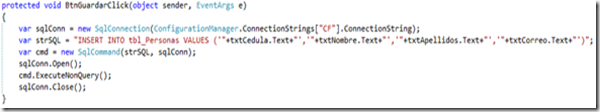 protected void BtnGuardarClick(object sender, EventArgs e)
{
var sqlConn = new SqlConnection(ConfigurationManager.ConnectionStrings["CF"].ConnectionString);
var strSQL = "INSERT INTO tbl_Personas VALUES ('"+txtCedula.Text+"','"+txtNombre.Text+"','"+txtApellidos.Text+"','"+txtCorreo.Text+"')";
var cmd = new SqlCommand(strSQL, sqlConn);
sqlConn.Open();
cmd.ExecuteNonQuery();
sqlConn.Close();
}